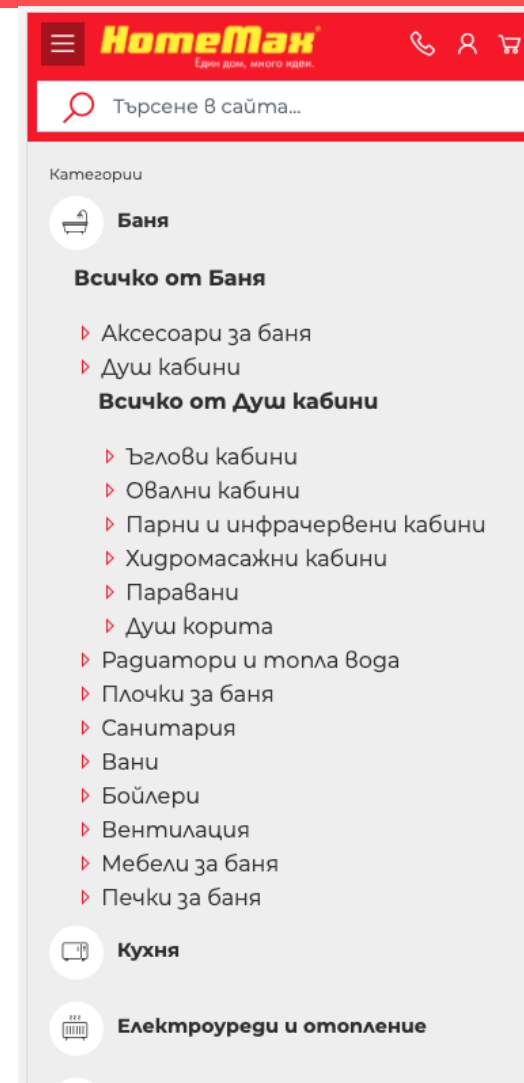 HomeMax
Един дом, много идеи.
Търсене в сайта...
Категории
Баня
Всичко от Баня
Аксесоари за баня
Душ кабини
Всичко от Душ кабини
Ъглови кабини
Овални кабини
Парни и инфрачервени кабини
Хидромасажни кабини
Паравани
Душ корита
Радиатори и топла вода
Плочки за баня
Санитария
Вани
Бойлери
Вентилация
Мебели за баня
Печки за баня
Кухня
Електроуреди и отопление